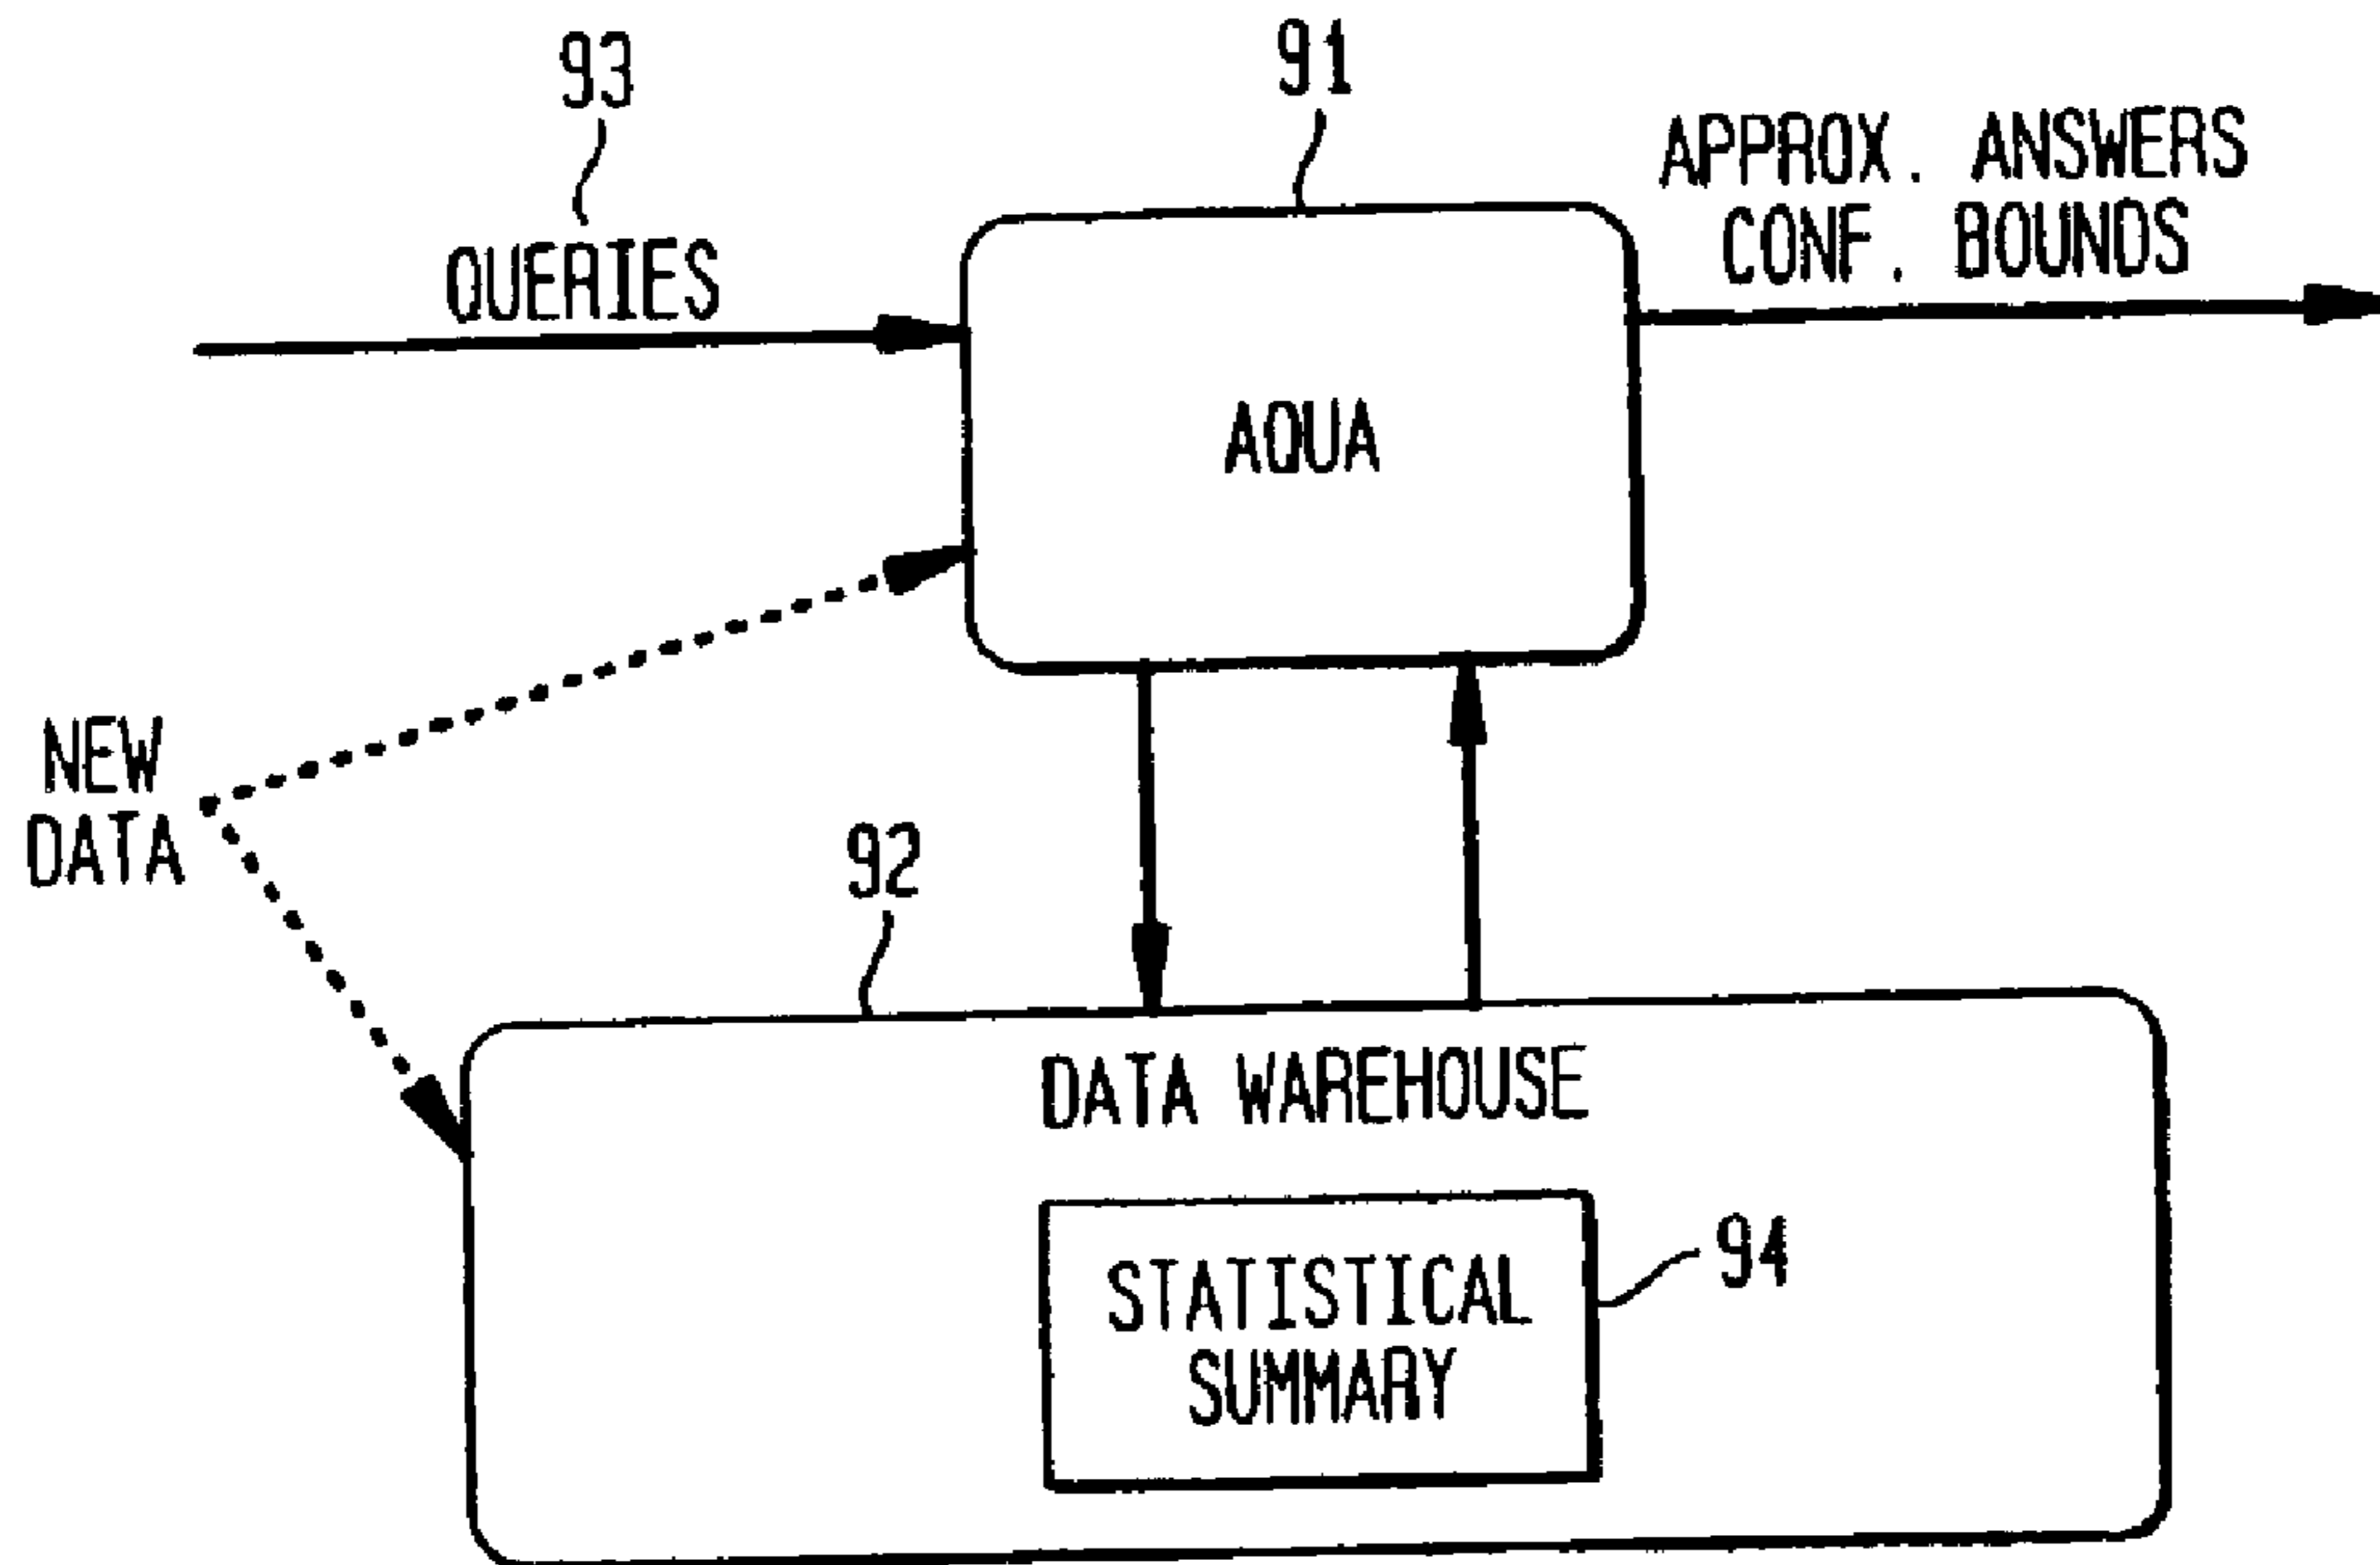 93
91
QUERIES
APPROX. ANSWERS
CONF. BOUNDS
AQUA
NEW
DATA
92
DATA WAREHOUSE
STATISTICAL
SUMMARY
94